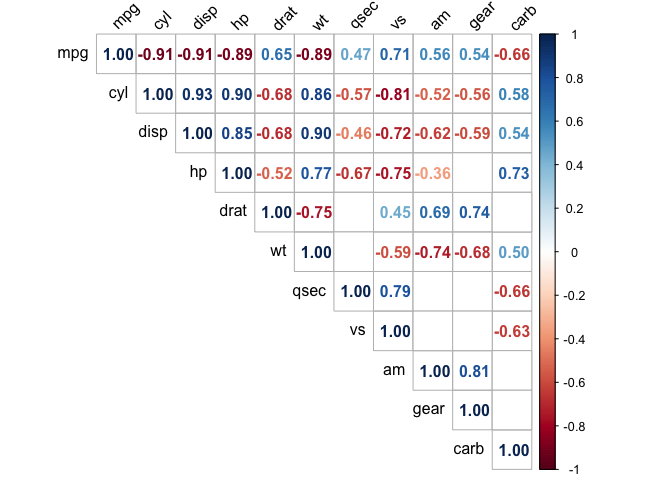 mpg cyl disp hp drat wt qsec vs am gear carb
mpg 1.00 -0.91 -0.91 -0.89 0.65 -0.89 0.47 0.71 0.56 0.54 -0.66
cyl 1.00 0.93 0.90 -0.68 0.86 -0.57 -0.81 -0.52 -0.56 0.58
disp 1.00 0.85 -0.68 0.90 -0.46 -0.72 -0.62 -0.59 0.54
hp 1.00 -0.52 0.77 -0.67 -0.75 -0.36 0.73
drat 1.00 -0.75 0.45 0.69 0.74
wt 1.00 -0.59 -0.74 -0.68 0.50
qsec 1.00 0.79 -0.66
vs 1.00 -0.63
am 1.00 0.81
gear 1.00
carb 1.00
1
0.8
0.6
0.4
0.2
0
-0.2
-0.4
-0.6
-0.8
-1